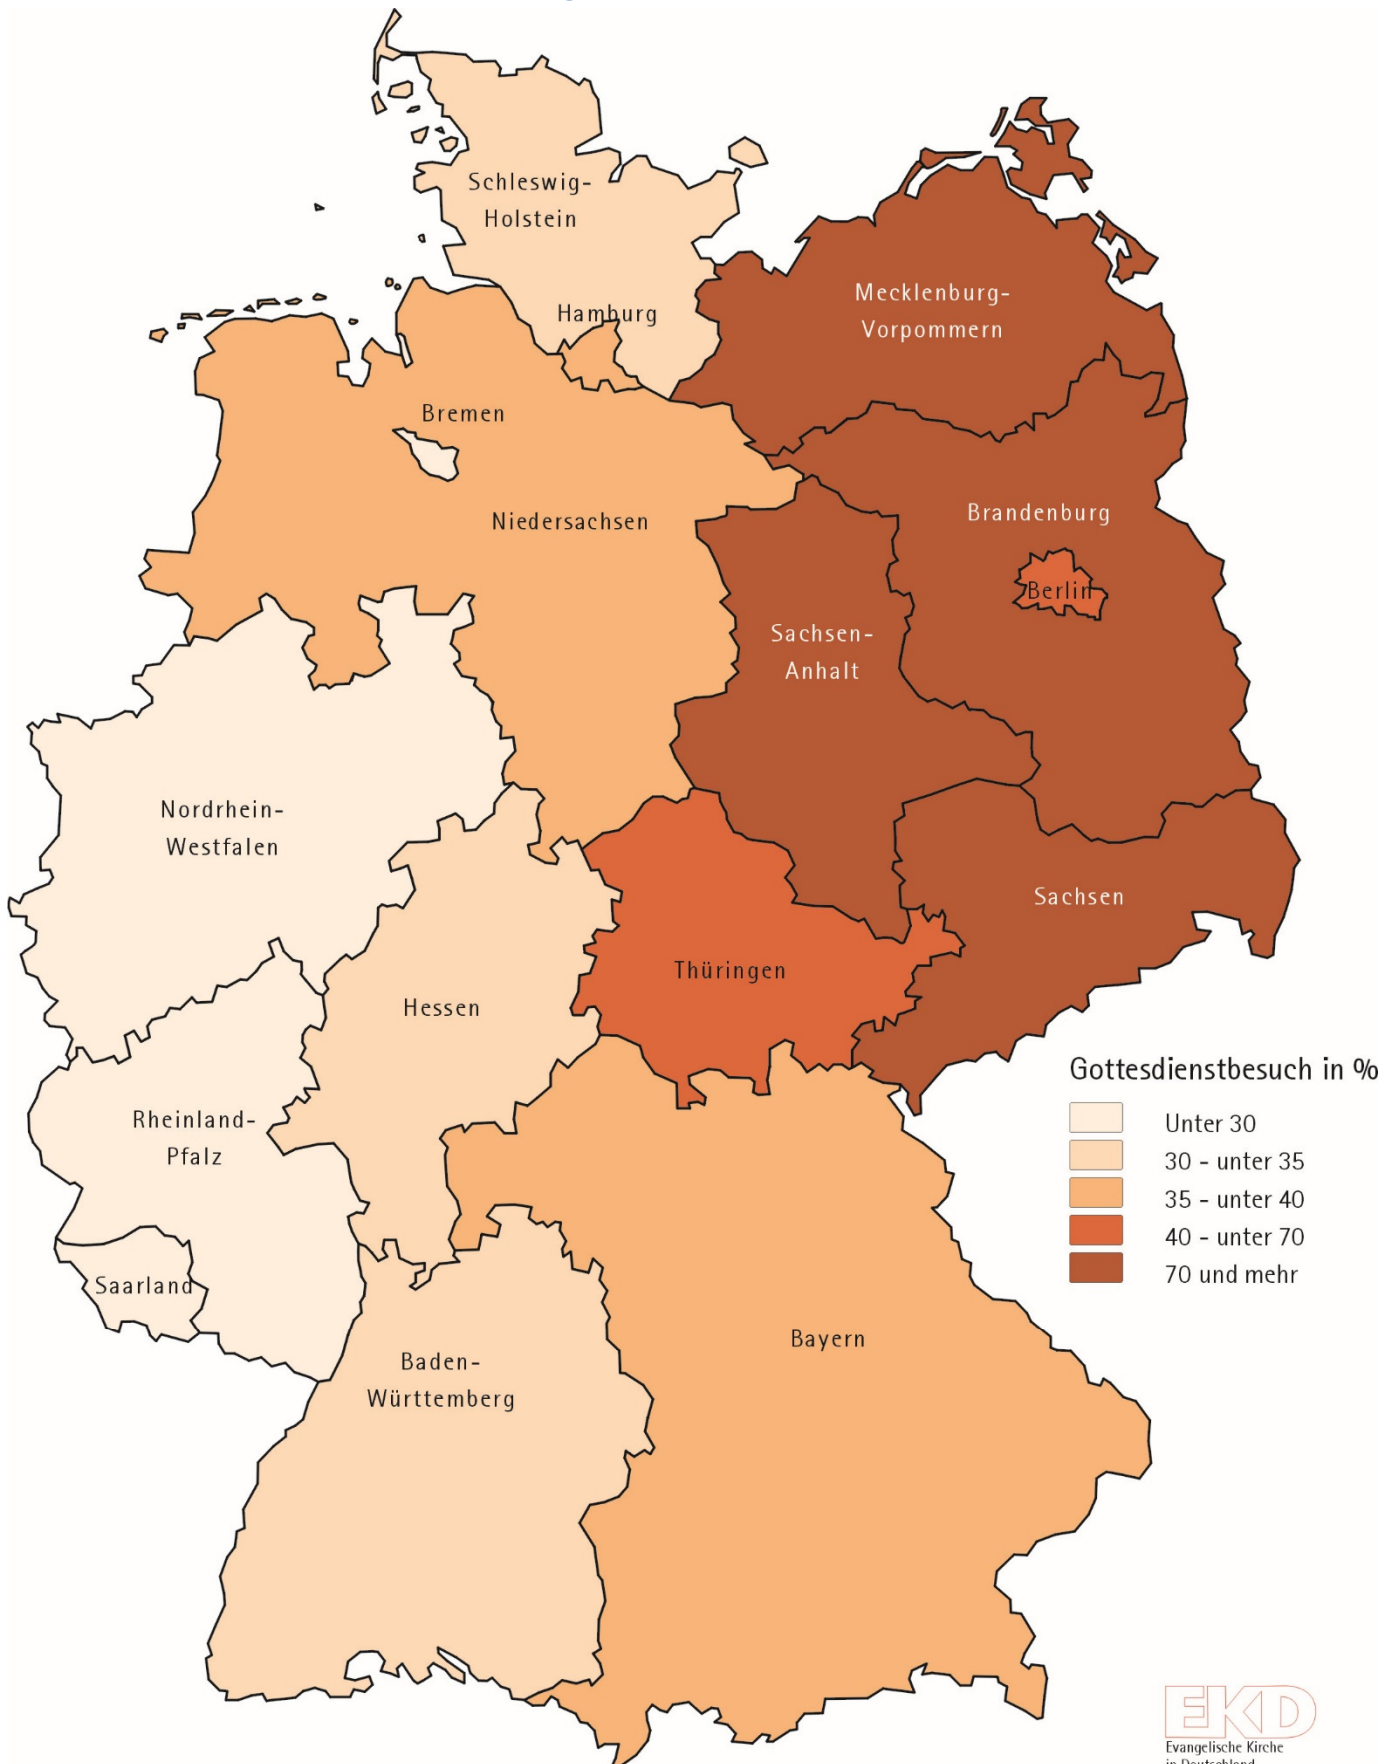 Schleswig-
Holstein
Hamburg
Mecklenburg-
Vorpommern
Bremen
Niedersachsen
Brandenburg
Berlin
Sachsen-
Anhalt
Nordrhein-
Westfalen
Sachsen
Thüringen
Hessen
Rheinland-
Pfalz
Saarland
Baden-
Württemberg
Bayern
Gottesdienstbesuch in %
Unter 30
30 - unter 35
35 - unter 40
40 - unter 70
70 und mehr
EKD
Evangelische Kirche
in Deutschland